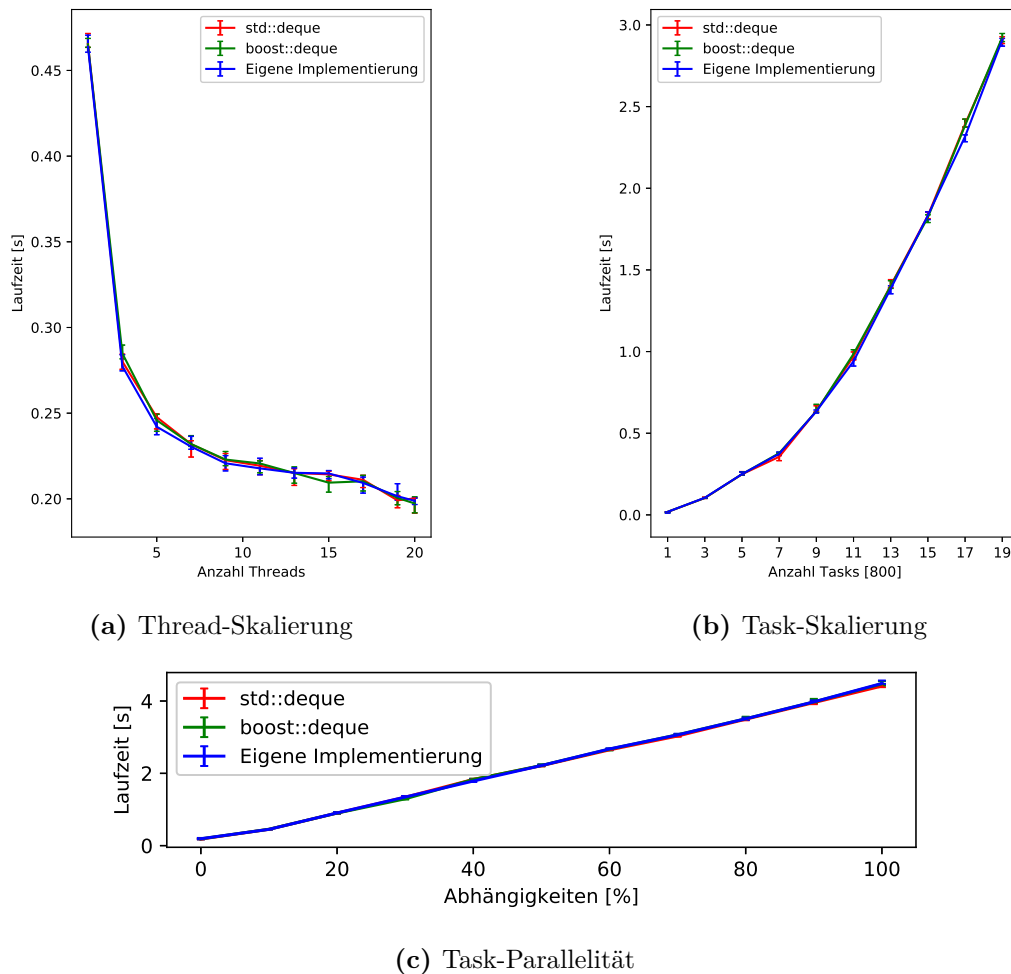 std::deque
boost::deque
Eigene Implementierung
0.45
0.40
0.35
0.30
0.25
0.20
Laufzeit [s]
5
10
15
20
Anzahl Threads
(a) Thread-Skalierung
std::deque
boost::deque
Eigene Implementierung
3.0
2.5
2.0
1.5
1.0
0.5
0.0
Laufzeit [s]
1
3
5
7
9
11
13
15
17
19
Anzahl Tasks [800]
(b) Task-Skalierung
std::deque
boost::deque
Eigene Implementierung
4
2
0
Laufzeit [s]
0
20
40
60
80
100
Abhängigkeiten [%]
(c) Task-Parallelität